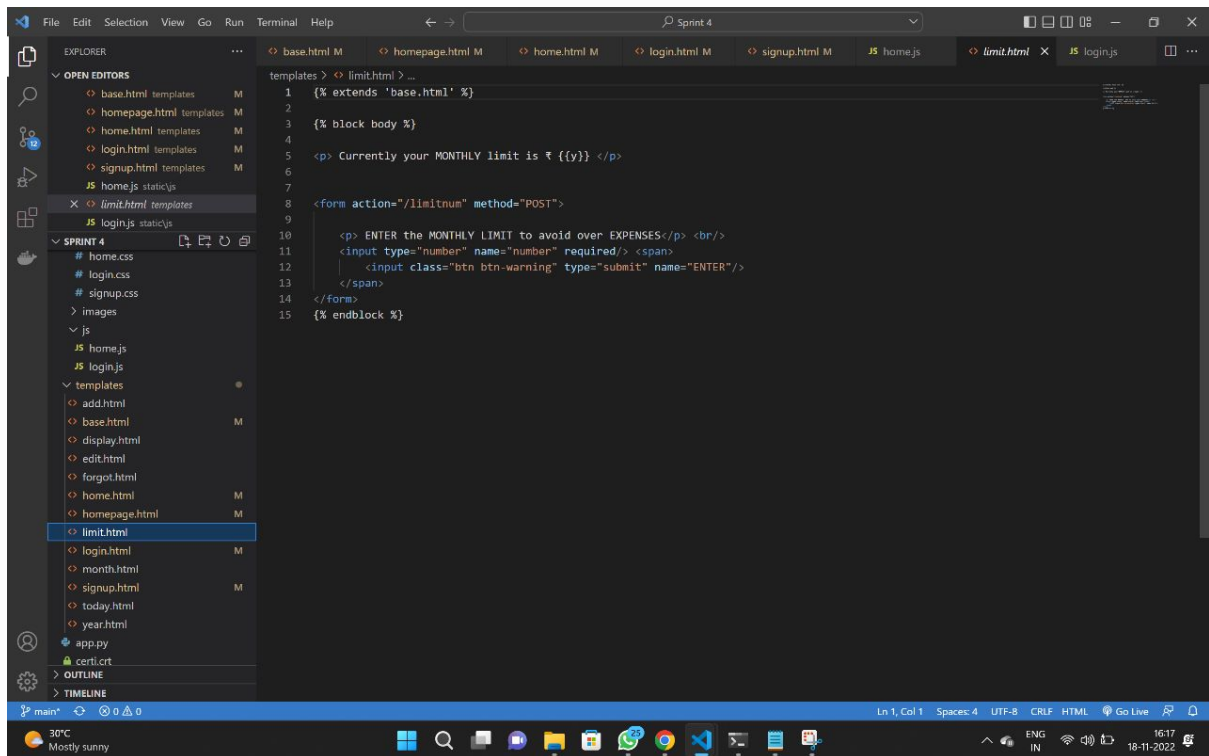 File Edit Selection View Go Run Terminal Help
Sprint 4
EXPLORER
base.html M homepage.html M home.html M login.html M signup.html M JS home.js limit.html JS login.js
OPEN EDITORS
base.html templates M
homepage.html templates M
home.html templates M
login.html templates M
signup.html templates M
JS home.js static\js
limit.html templates
JS login.js static\js
SPRINT 4
# home.css
# login.css
# signup.css
> images
js
JS home.js
JS login.js
templates
add.html
base.html M
display.html
edit.html
forgot.html
home.html M
homepage.html M
limit.html
login.html M
month.html
signup.html M
today.html
year.html
app.py
certi.crt
> OUTLINE
> TIMELINE
templates > limit.html > ...
1 {% extends 'base.html' %}
2
3 {% block body %}
4
5 <p> Currently your MONTHLY limit is ₹ {{y}} </p>
6
7
8 <form action="/limitnum" method="POST">
9
10 <p> ENTER the MONTHLY LIMIT to avoid over EXPENSES</p> <br/>
11 <input type="number" name="number" required/> <span>
12 <input class="btn btn-warning" type="submit" name="ENTER"/>
13 </span>
14 </form>
15 {% endblock %}
12
main* 0 0 Ln 1, Col 1 Spaces: 4 UTF-8 CRLF HTML Go Live
30°C
Mostly sunny
25
ENG
IN
16:17
18-11-2022